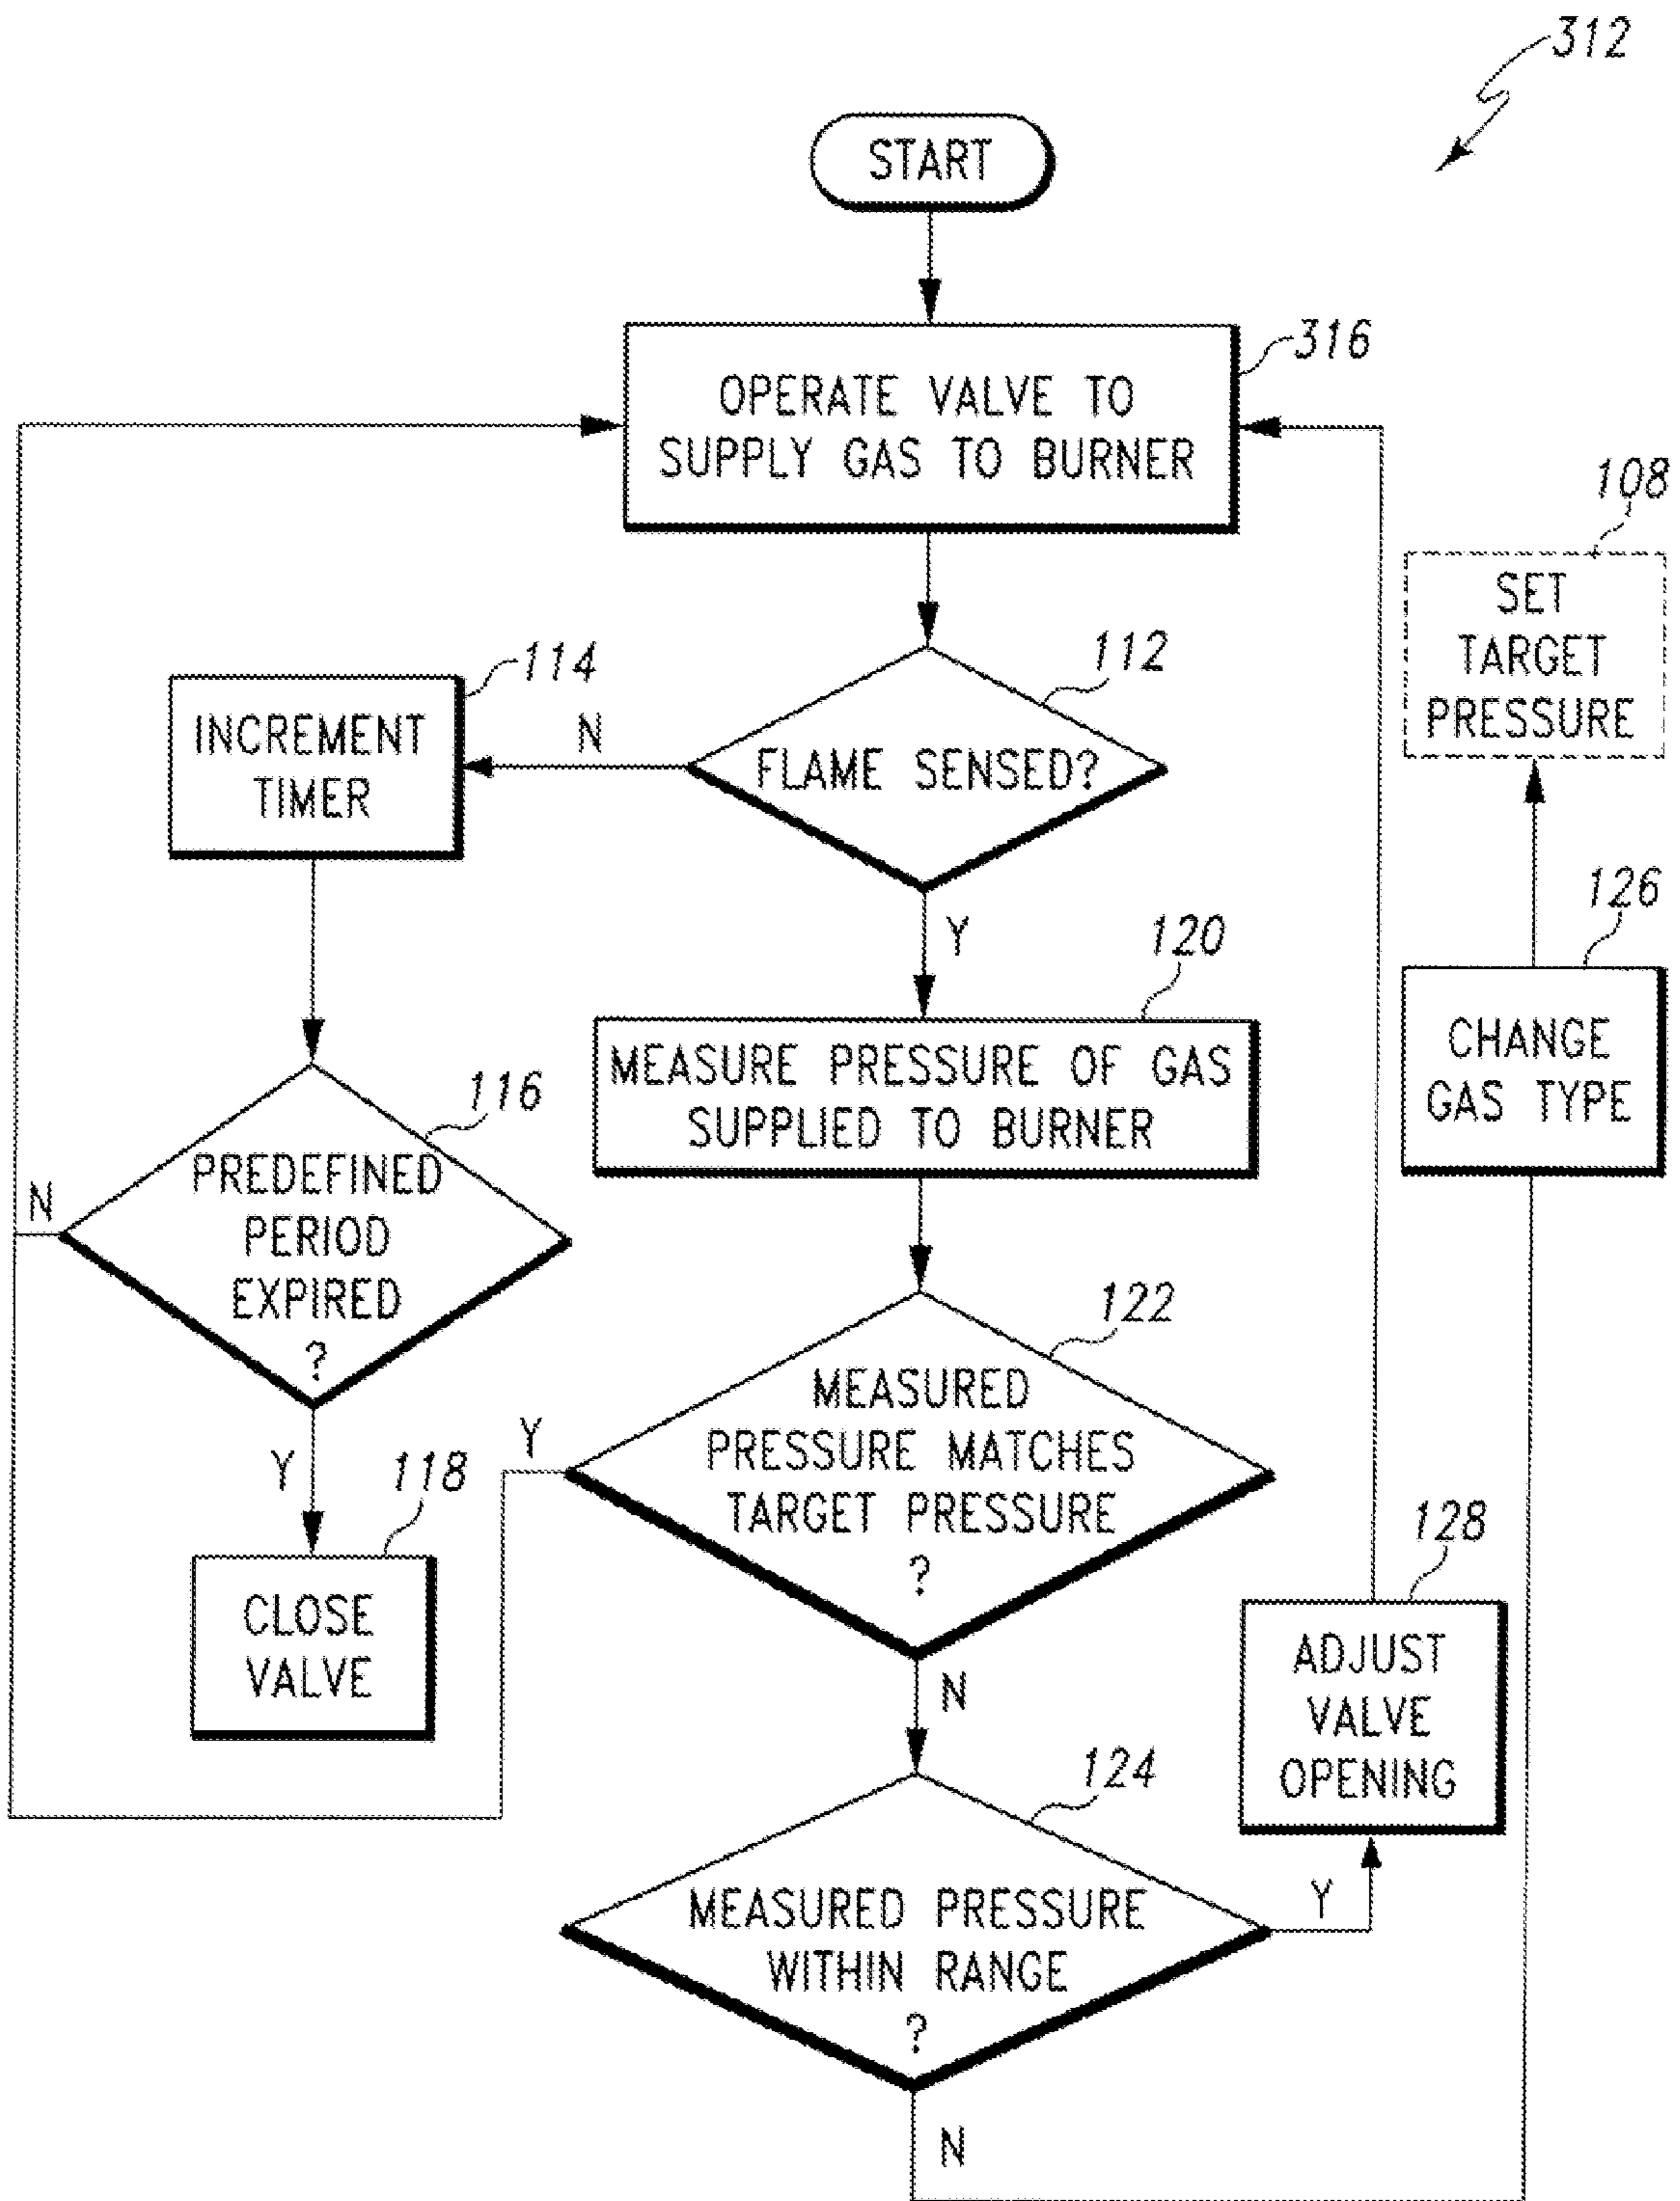 312
START
316
OPERATE VALVE TO
SUPPLY GAS TO BURNER
108
SET
TARGET
PRESSURE
112
FLAME SENSED?
N
114
INCREMENT
TIMER
Y
120
MEASURE PRESSURE OF GAS
SUPPLIED TO BURNER
126
CHANGE
GAS TYPE
116
PREDEFINED
PERIOD
EXPIRED
?
N
Y
118
CLOSE
VALVE
122
MEASURED
PRESSURE MATCHES
TARGET PRESSURE
?
Y
N
128
ADJUST
VALVE
OPENING
124
MEASURED PRESSURE
WITHIN RANGE
?
Y
N